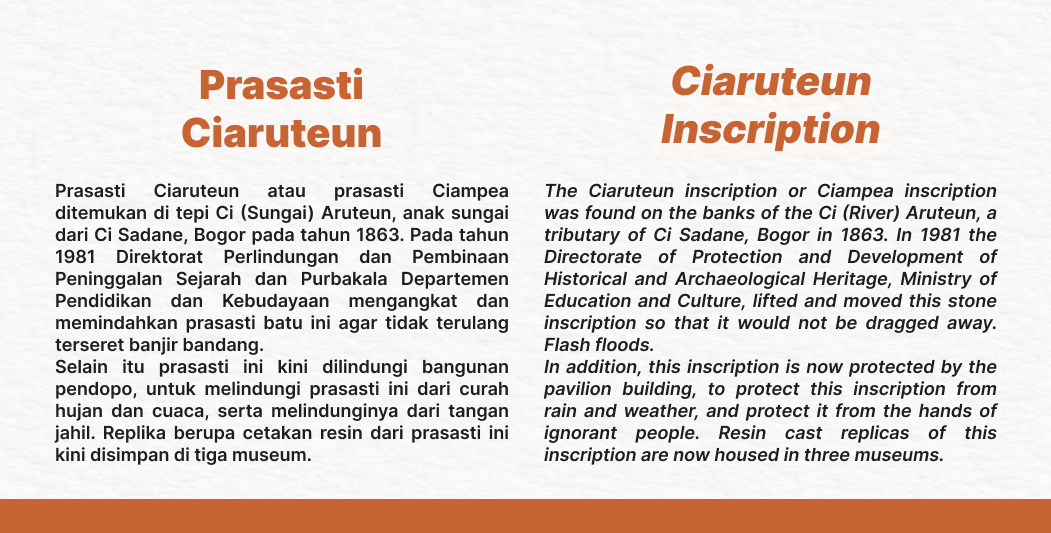 Prasasti
Ciaruteun
Prasasti Ciaruteun atau prasasti Ciampea
ditemukan di tepi Ci (Sungai) Aruteun, anak sungai
dari Ci Sadane, Bogor pada tahun 1863. Pada tahun
1981 Direktorat Perlindungan dan Pembinaan
Peninggalan Sejarah dan Purbakala Departemen
Pendidikan dan Kebudayaan mengangkat dan
memindahkan prasasti batu ini agar tidak terulang
terseret banjir bandang.
Selain itu prasasti ini kini dilindungi bangunan
pendopo, untuk melindungi prasasti ini dari curah
hujan dan cuaca, serta melindunginya dari tangan
jahil. Replika berupa cetakan resin dari prasasti ini
kini disimpan di tiga museum.
Ciaruteun
Inscription
The Ciaruteun inscription or Ciampea inscription
was found on the banks of the Ci (River) Aruteun, a
tributary of Ci Sadane, Bogor in 1863. In 1981 the
Directorate of Protection and Development of
Historical and Archaeological Heritage, Ministry of
Education and Culture, lifted and moved this stone
inscription so that it would not be dragged away.
Flash floods.
In addition, this inscription is now protected by the
pavilion building, to protect this inscription from
rain and weather, and protect it from the hands of
ignorant people. Resin cast replicas of this
inscription are now housed in three museums.